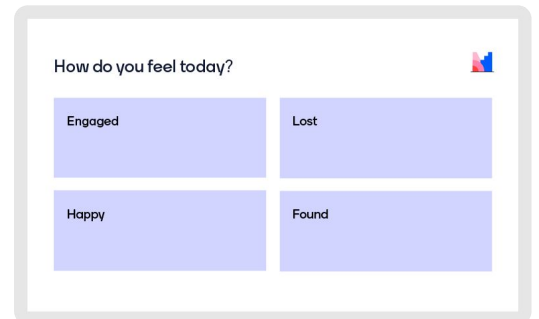 How do you feel today?
Engaged
Lost
Happy
Found